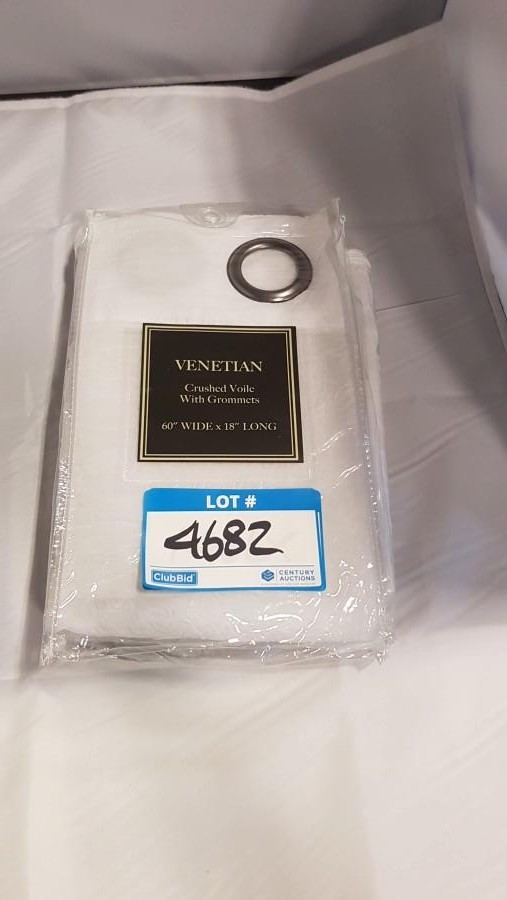 VENETIAN
Crushed Voile
With Grommets
60" WIDE x 18" LONG
LOT #
4682
ClubBid
CENTURY
AUCTIONS